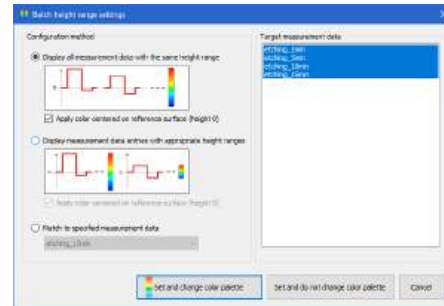 Batch height range settings
Configuration method
Display all measurement data with the same height range
Apply color centered on reference surface (height 0)
Display measurement data entries with appropriate height ranges
Apply color centered on reference surface (height 0)
Match to specified measurement data
etching_10min
Target measurement data
etching_1min
etching_5min
etching_10min
etching_15min
Set and change color palette
Set and do not change color palette
Cancel